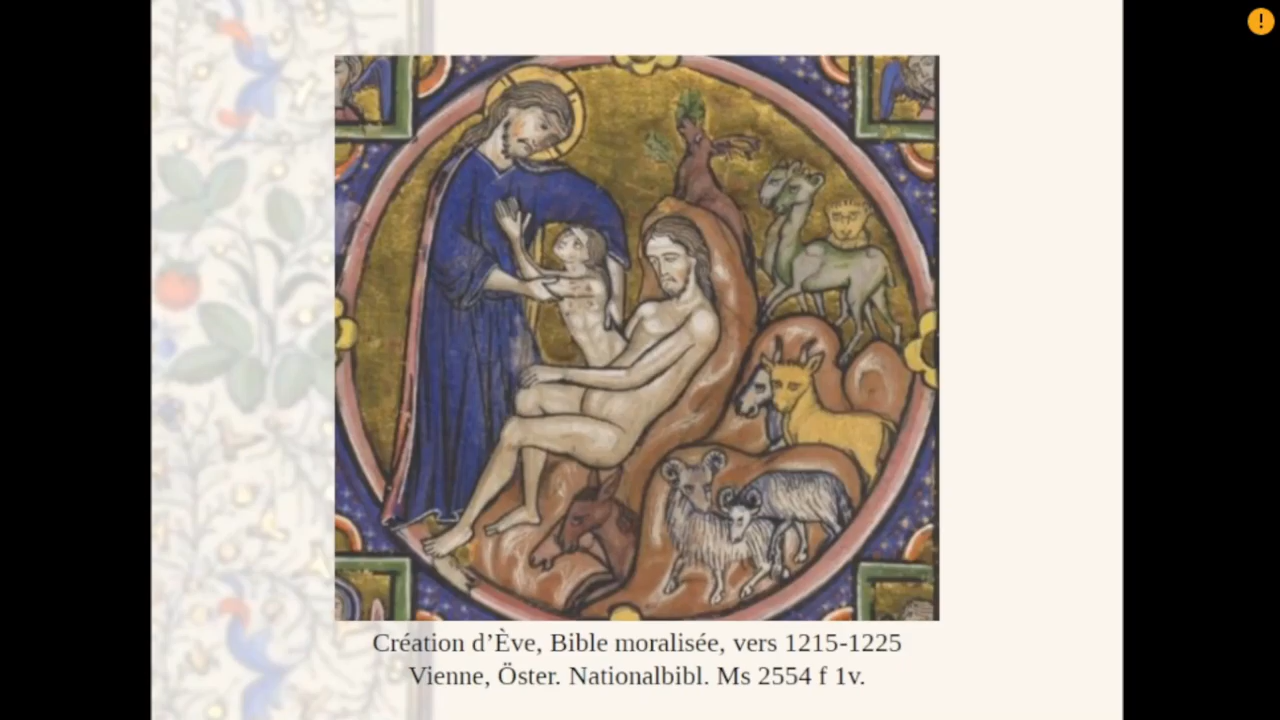 Création d’Ève, Bible moralisée, vers 1215-1225
Vienne, Öster. Nationalbibl. Ms 2554 f 1v.